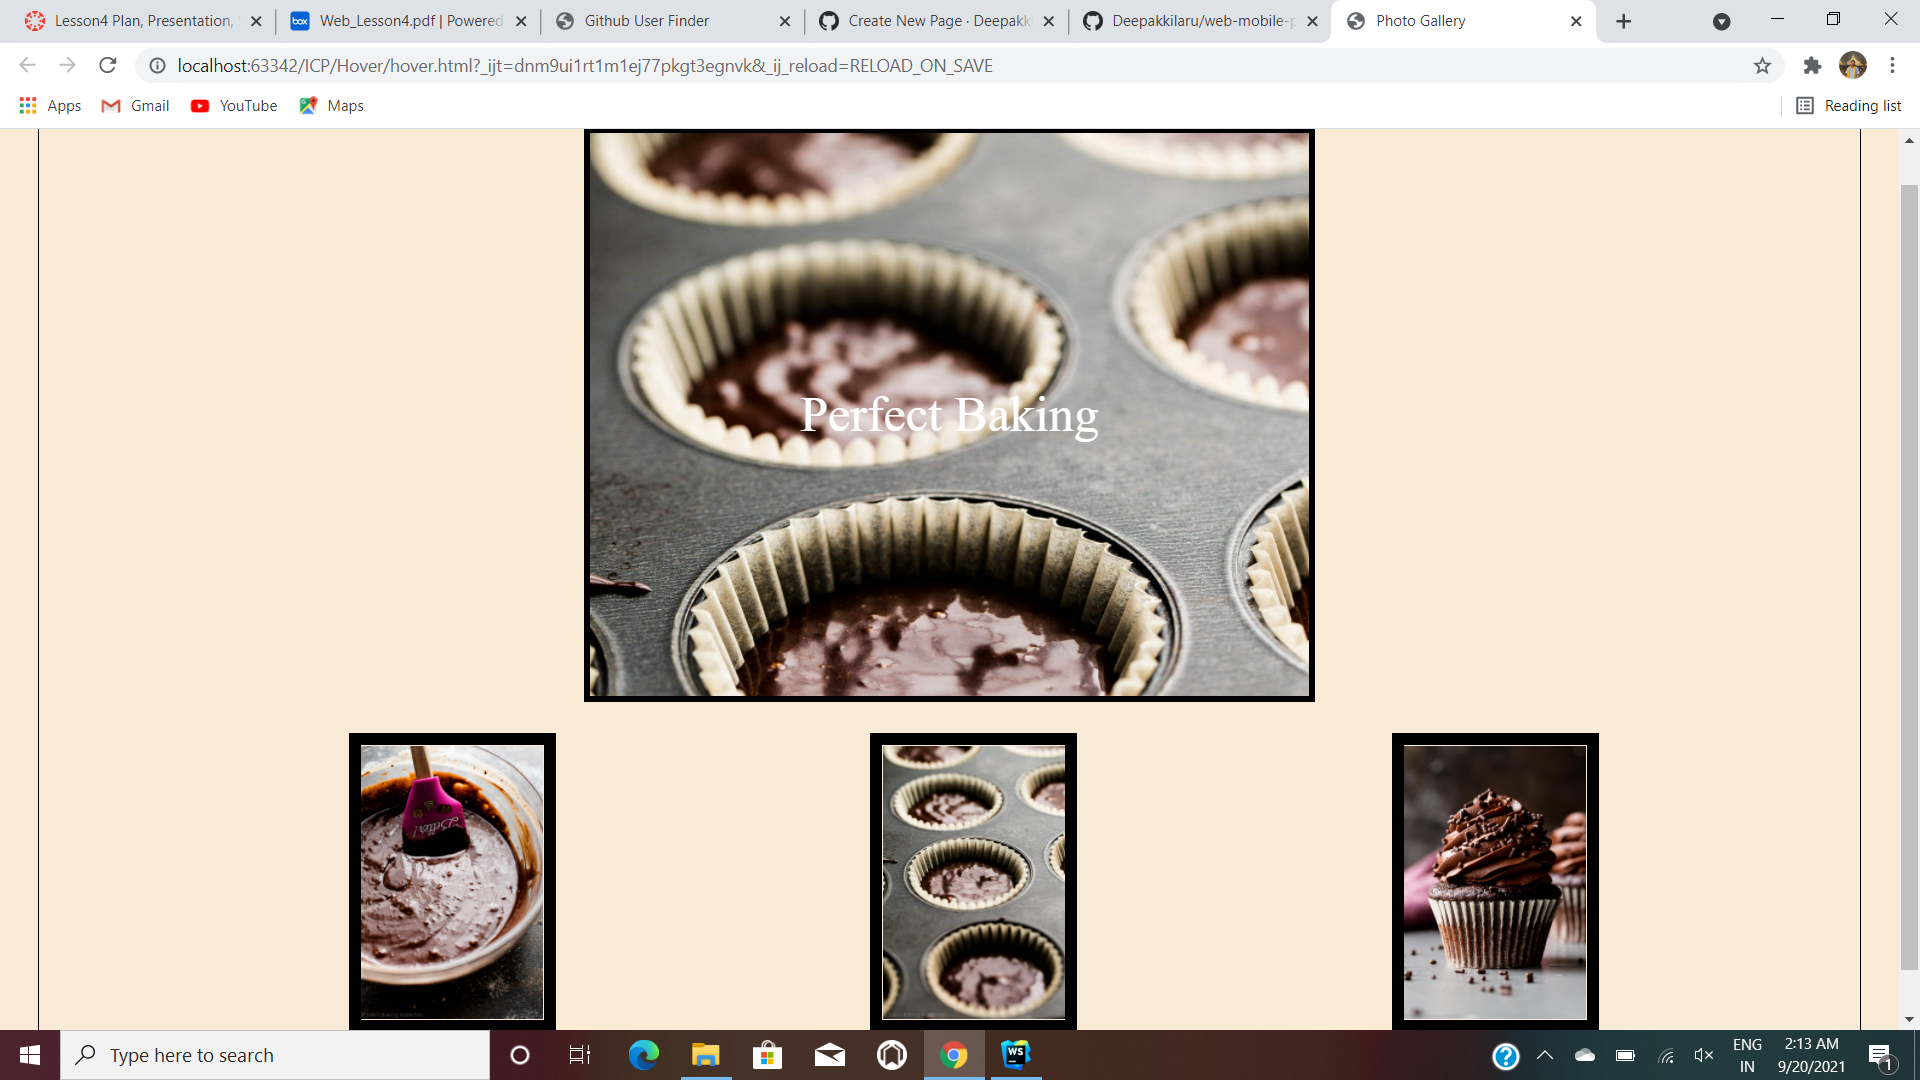 Lesson4 Plan, Presentation,
Web_Lesson4.pdf | Powered
Github User Finder
Create New Page · Deepakk
Deepakkilaru/web-mobile-p
Photo Gallery
localhost:63342/ICP/Hover/hover.html?_ijt=dnm9ui1rt1m1ej77pkgt3egnvk&_ij_reload=RELOAD_ON_SAVE
Apps
Gmail
YouTube
Maps
Reading list
Perfect Baking
Type here to search
WS
ENG
IN
2:13 AM
9/20/2021
1